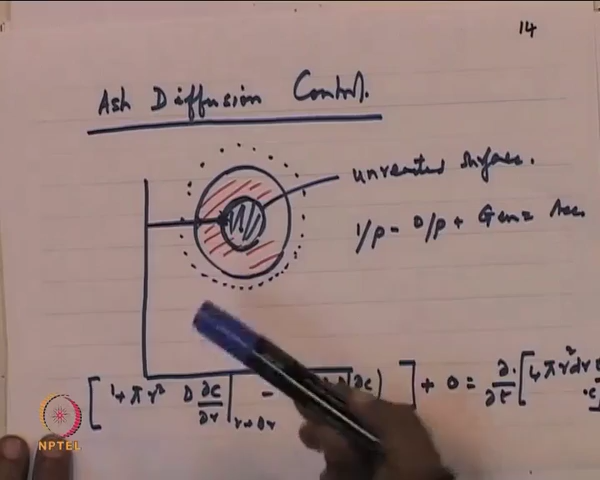 14
Ash Diffusion Control.
unreacted surface.
I/p - O/p + Gen = Acc
[ 4πr² D ∂c/∂r |r+Δr - ∂c) ] + 0 = ∂/∂t [ 4πr²dr
NPTEL